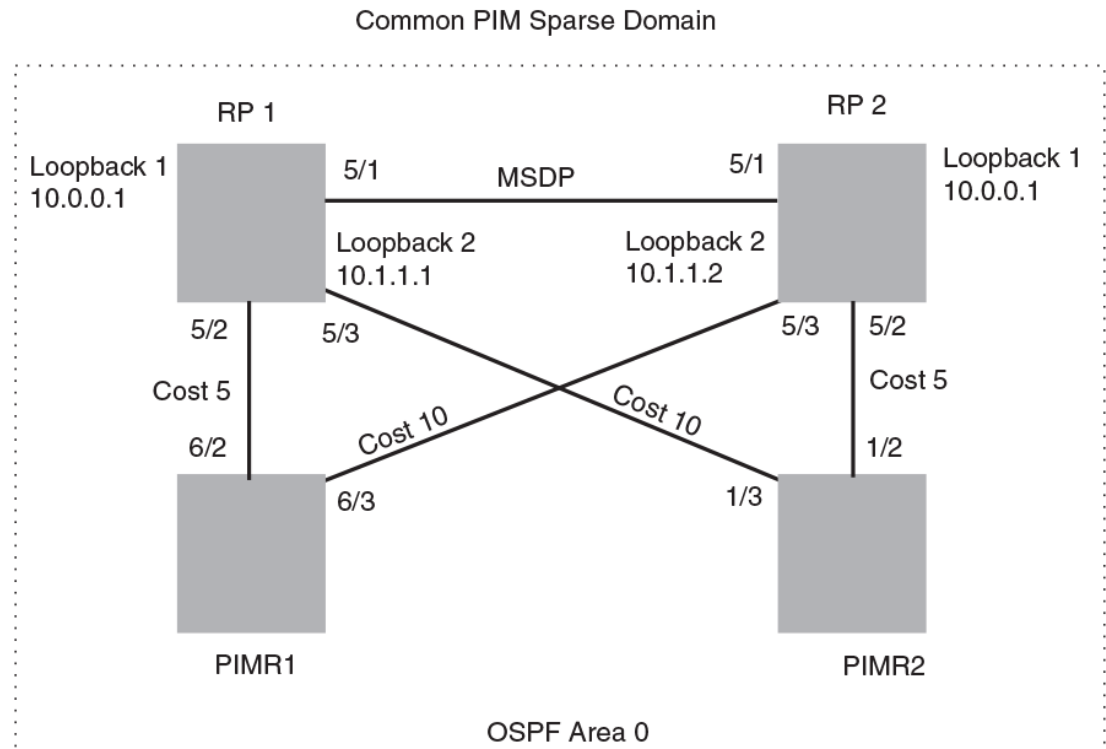 Common PIM Sparse Domain
RP 1
RP 2
Loopback 1
10.0.0.1
5/1
MSDP
5/1
Loopback 1
10.0.0.1
Loopback 2
10.1.1.1
Loopback 2
10.1.1.2
5/2
5/3
5/3
5/2
Cost 5
Cost 10
Cost 10
Cost 5
6/2
6/3
1/3
1/2
PIMR1
PIMR2
OSPF Area 0